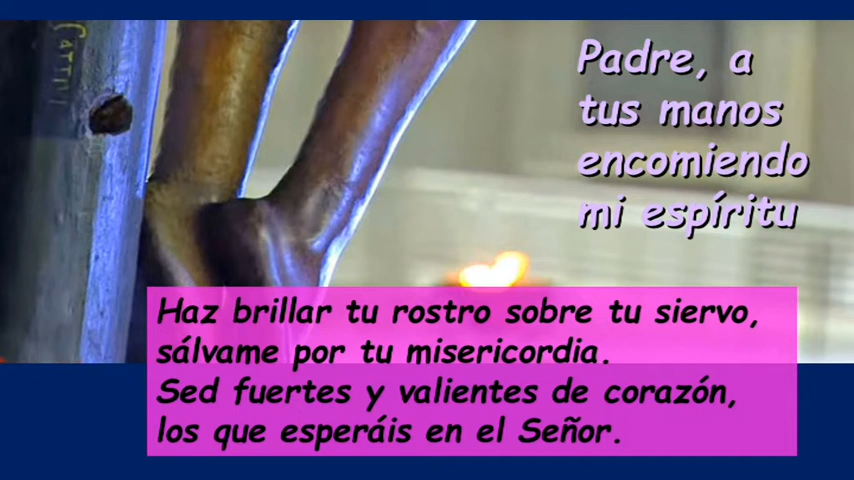 Padre, a
tus manos
encomiendo
mi espíritu
Haz brillar tu rostro sobre tu siervo,
sálvame por tu misericordia.
Sed fuertes y valientes de corazón,
los que esperáis en el Señor.